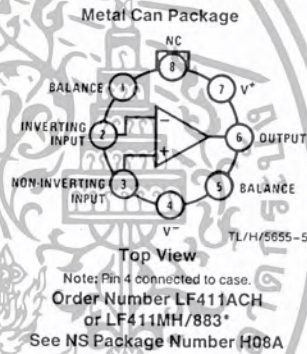 Metal Can Package
NC
8
BALANCE 1
7 V+
INVERTING
INPUT 2
−
6 OUTPUT
+
NON-INVERTING
INPUT 3
5 BALANCE
4
V−
TL/H/5655-5
Top View
Note: Pin 4 connected to case.
Order Number LF411ACH
or LF411MH/883*
See NS Package Number H08A